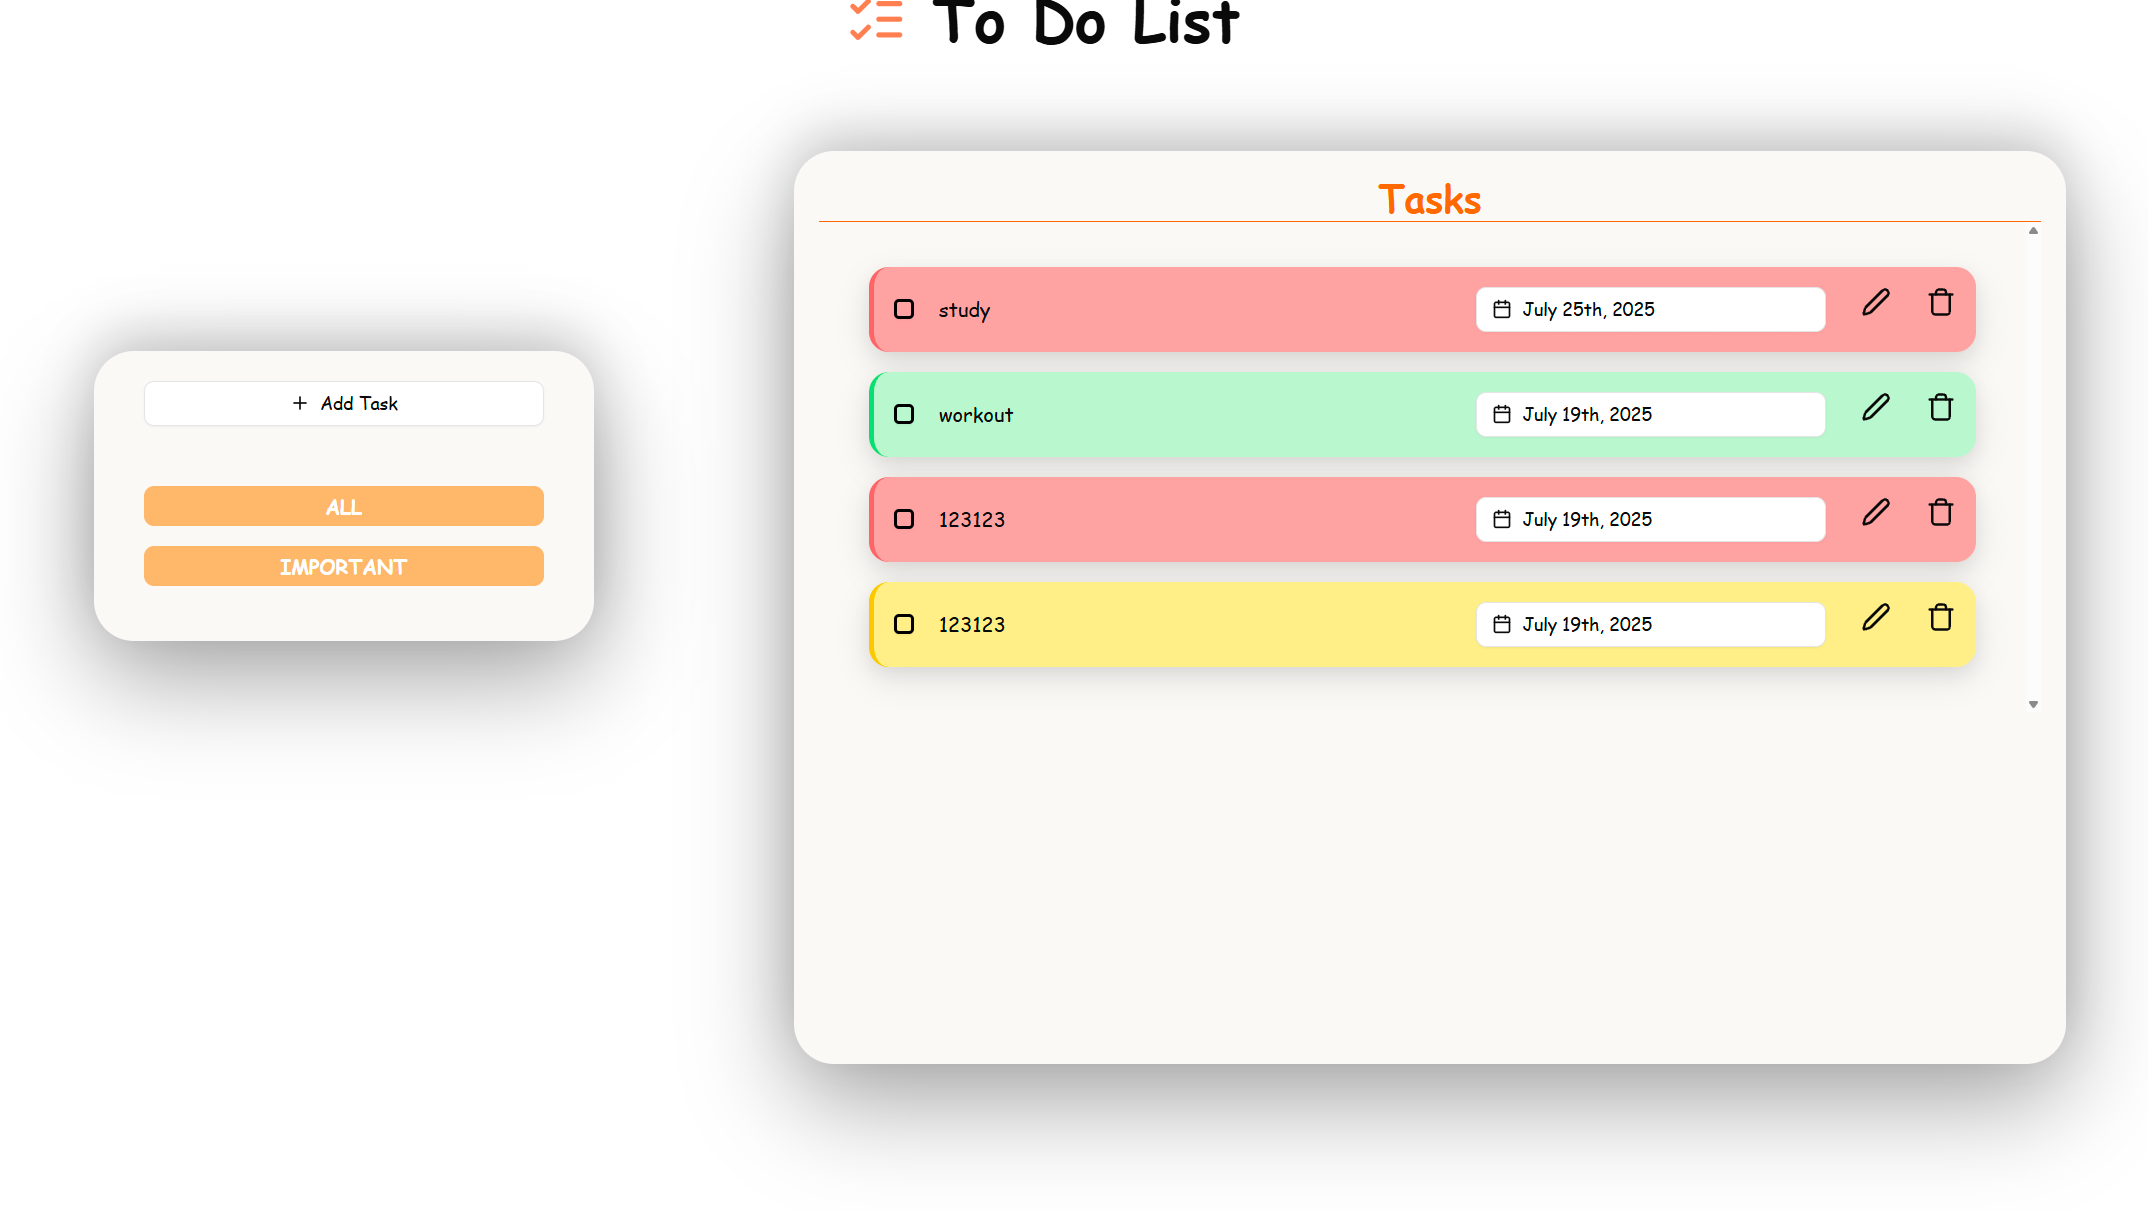 To Do List
Tasks
study July 25th, 2025
workout July 19th, 2025
123123 July 19th, 2025
123123 July 19th, 2025
+ Add Task
ALL
IMPORTANT